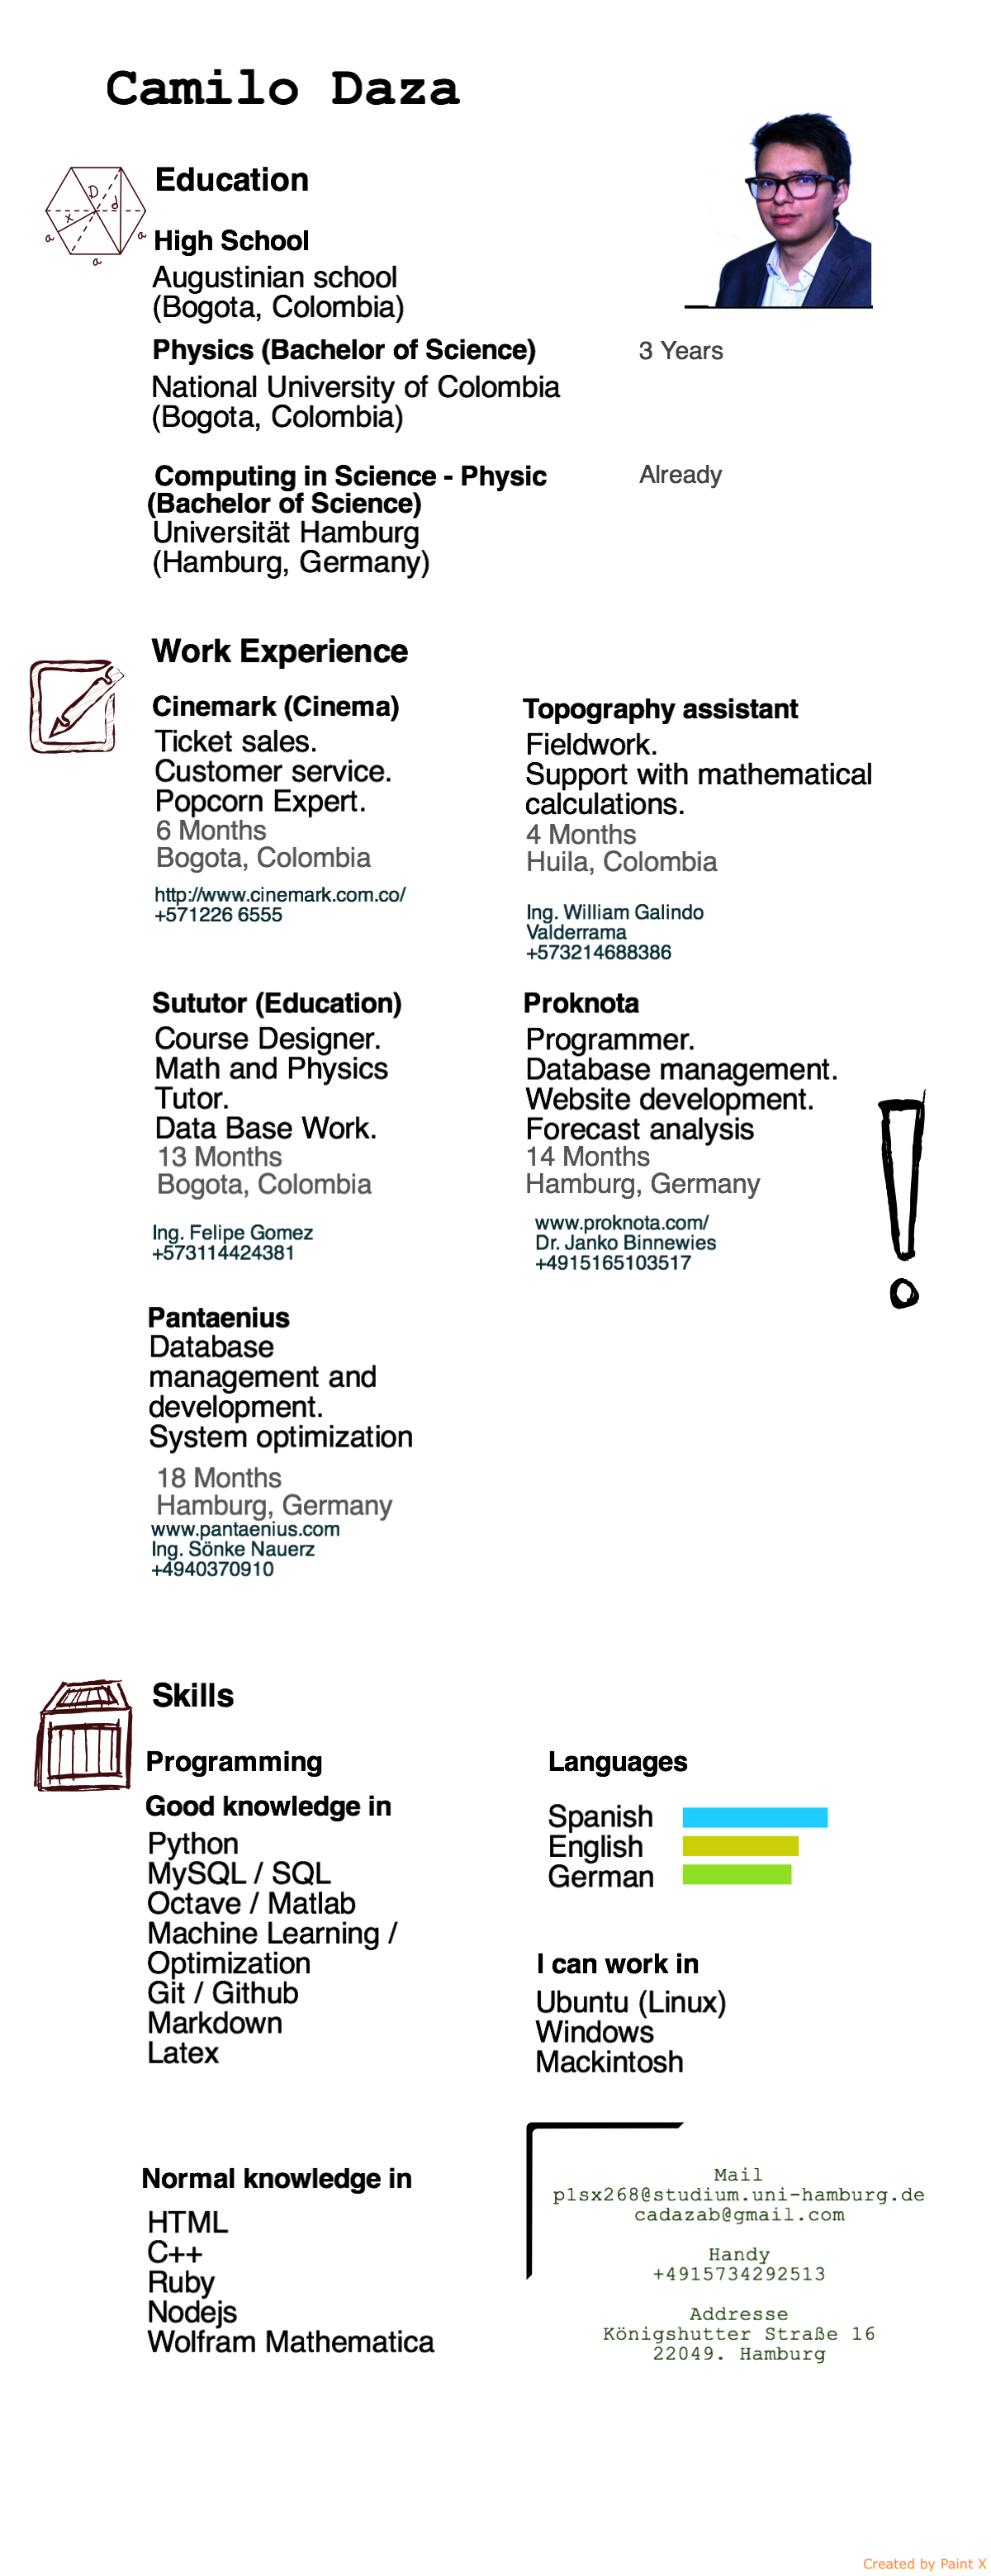 Camilo Daza
Education
High School
Augustinian school
(Bogota, Colombia)
Physics (Bachelor of Science)
3 Years
National University of Colombia
(Bogota, Colombia)
Computing in Science - Physic
Already
(Bachelor of Science)
Universität Hamburg
(Hamburg, Germany)
D
d
x
a
a
a
Work Experience
Cinemark (Cinema)
Ticket sales.
Customer service.
Popcorn Expert.
6 Months
Bogota, Colombia
http://www.cinemark.com.co/
+571226 6555
Topography assistant
Fieldwork.
Support with mathematical
calculations.
4 Months
Huila, Colombia
Ing. William Galindo
Valderrama
+573214688386
Sututor (Education)
Course Designer.
Math and Physics
Tutor.
Data Base Work.
13 Months
Bogota, Colombia
Ing. Felipe Gomez
+573114424381
Proknota
Programmer.
Database management.
Website development.
Forecast analysis
14 Months
Hamburg, Germany
www.proknota.com/
Dr. Janko Binnewies
+4915165103517
!
Pantaenius
Database
management and
development.
System optimization
18 Months
Hamburg, Germany
www.pantaenius.com
Ing. Sönke Nauerz
+4940370910
Skills
Programming
Good knowledge in
Python
MySQL / SQL
Octave / Matlab
Machine Learning /
Optimization
Git / Github
Markdown
Latex
Normal knowledge in
HTML
C++
Ruby
Nodejs
Wolfram Mathematica
Languages
Spanish
English
German
I can work in
Ubuntu (Linux)
Windows
Mackintosh
Mail
p1sx268@studium.uni-hamburg.de
cadazab@gmail.com
Handy
+4915734292513
Addresse
Königshutter Straße 16
22049. Hamburg
Created by Paint X